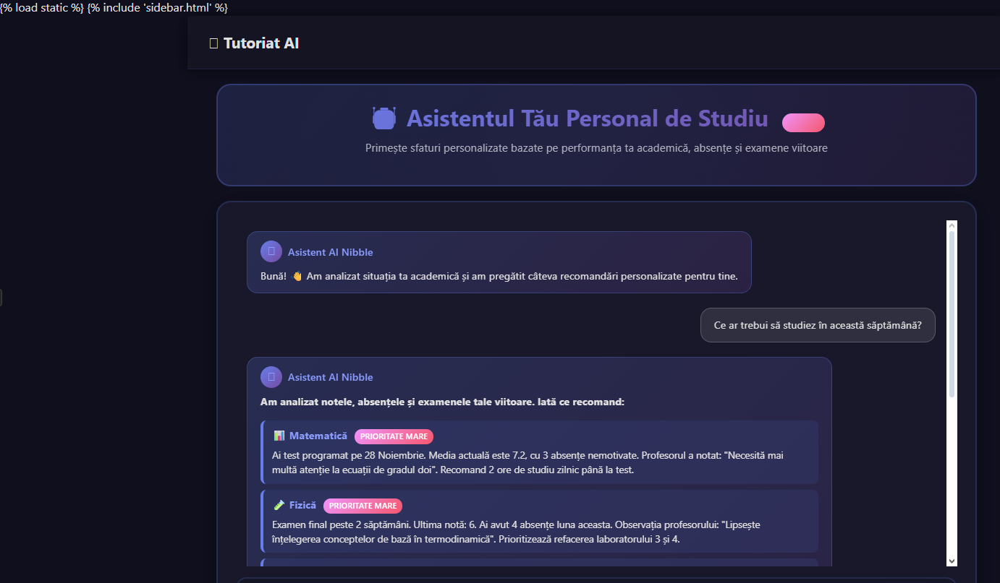 {% load static %} {% include 'sidebar.html' %}
Tutoriat AI
Asistentul Tău Personal de Studiu
Primește sfaturi personalizate bazate pe performanța ta academică, absențe și examene viitoare
Asistent AI Nibble
Bună! 👋 Am analizat situația ta academică și am pregătit câteva recomandări personalizate pentru tine.
Ce ar trebui să studiez în această săptămână?
Asistent AI Nibble
Am analizat notele, absențele și examenele tale viitoare. Iată ce recomand:
Matematică PRIORITATE MARE
Ai test programat pe 28 Noiembrie. Media actuală este 7.2, cu 3 absențe nemotivate. Profesorul a notat: "Necesită mai
multă atenție la ecuații de gradul doi". Recomand 2 ore de studiu zilnic până la test.
Fizică PRIORITATE MARE
Examen final peste 2 săptămâni. Ultima notă: 6. Ai avut 4 absențe luna aceasta. Observația profesorului: "Lipsește
înțelegerea conceptelor de bază în termodinamică". Prioritizează refacerea laboratorului 3 și 4.